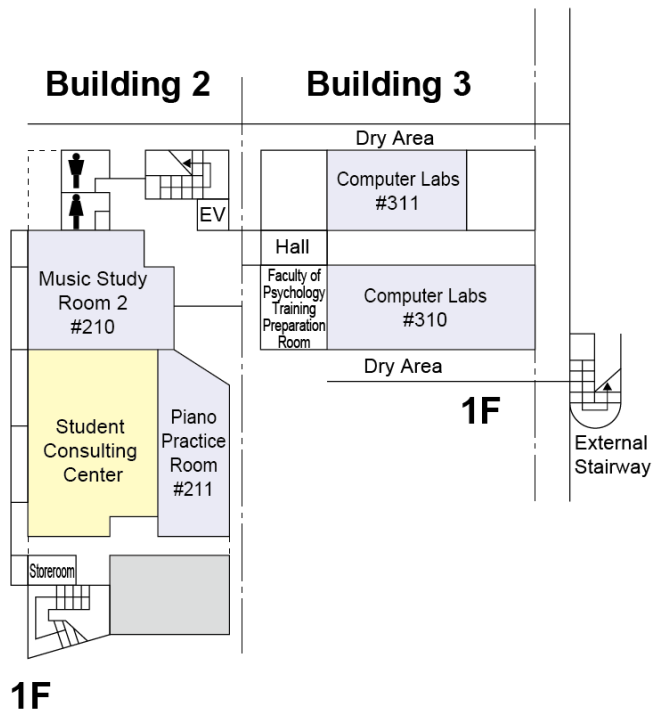 Building 2
Building 3
Dry Area
Computer Labs
#311
EV
Hall
Music Study
Room 2
#210
Faculty of
Psychology
Training
Preparation
Room
Computer Labs
#310
Dry Area
1F
Student
Consulting
Center
Piano
Practice
Room
#211
External
Stairway
Storeroom
1F